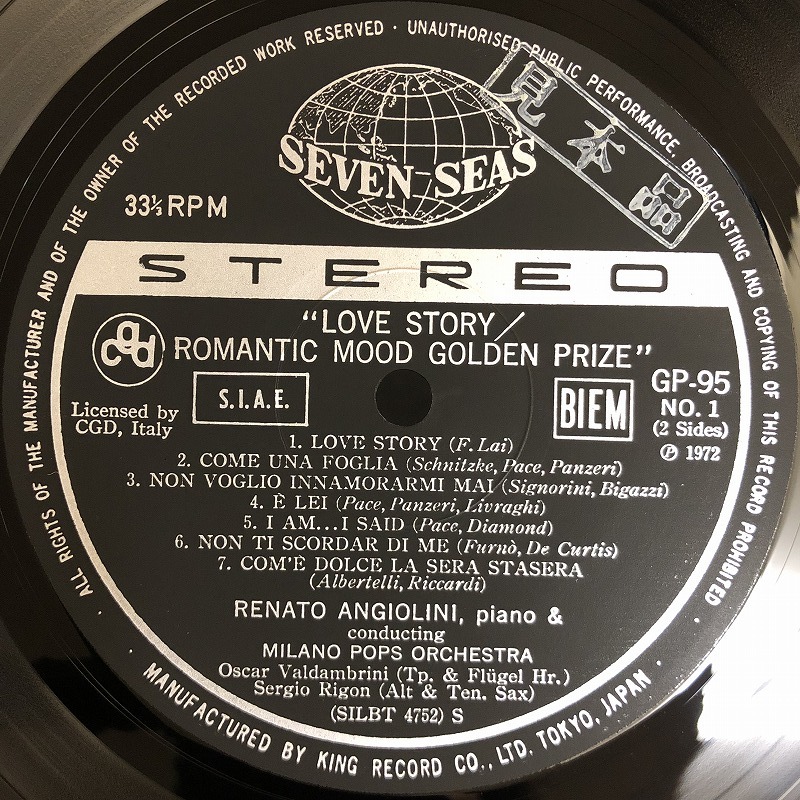 · ALL RIGHTS OF THE MANUFACTURER AND OF THE OWNER OF THE RECORDED WORK RESERVED · UNAUTHORISED PUBLIC PERFORMANCE, BROADCASTING AND COPYING OF THIS RECORD PROHIBITED ·
見本品
SEVEN SEAS
33⅓ RPM
STEREO
"LOVE STORY/
ROMANTIC MOOD GOLDEN PRIZE"
cgd
S.I.A.E.
BIEM
GP-95
NO. 1
(2 Sides)
℗ 1972
Licensed by
CGD, Italy
1. LOVE STORY (F. Lai)
2. COME UNA FOGLIA (Schnitzke, Pace, Panzeri)
3. NON VOGLIO INNAMORARMI MAI (Signorini, Bigazzi)
4. È LEI (Pace, Panzeri, Livraghi)
5. I AM...I SAID (Pace, Diamond)
6. NON TI SCORDAR DI ME (Furnò, De Curtis)
7. COM'È DOLCE LA SERA STASERA
(Albertelli, Riccardi)
RENATO ANGIOLINI, piano &
conducting
MILANO POPS ORCHESTRA
Oscar Valdambrini (Tp. & Flügel Hr.)
Sergio Rigon (Alt & Ten. Sax)
(SILBT 4752) S
· MANUFACTURED BY KING RECORD CO., LTD. TOKYO, JAPAN ·